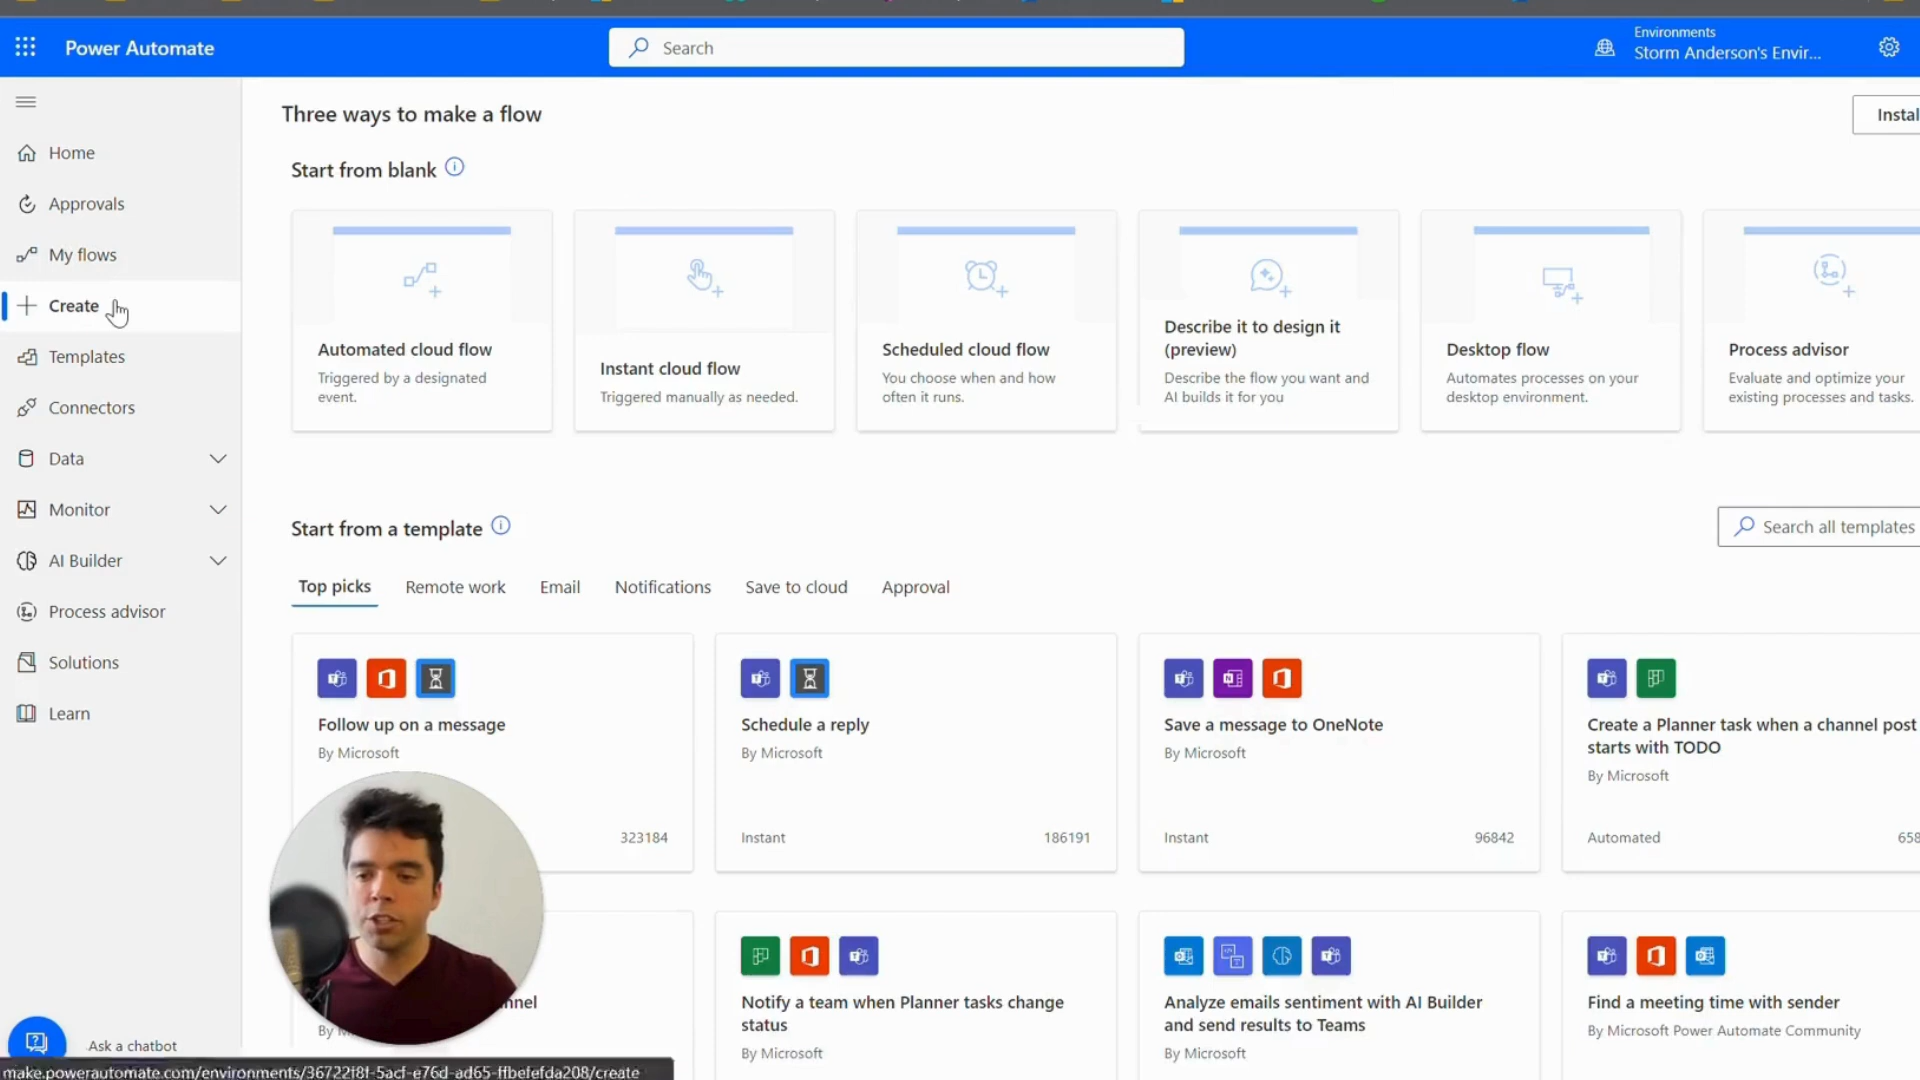 Power Automate
Search
Environments
Storm Anderson's Envir...
Home
Approvals
My flows
Create
Templates
Connectors
Data
Monitor
AI Builder
Process advisor
Solutions
Learn
Ask a chatbot
Three ways to make a flow
Instal
Start from blank
Automated cloud flow
Triggered by a designated
event.
Instant cloud flow
Triggered manually as needed.
Scheduled cloud flow
You choose when and how
often it runs.
Describe it to design it
(preview)
Describe the flow you want and
AI builds it for you
Desktop flow
Automates processes on your
desktop environment.
Process advisor
Evaluate and optimize your
existing processes and tasks.
Start from a template
Search all templates
Top picks
Remote work
Email
Notifications
Save to cloud
Approval
Follow up on a message
By Microsoft
323184
Schedule a reply
By Microsoft
Instant
186191
Save a message to OneNote
By Microsoft
Instant
96842
Create a Planner task when a channel post
starts with TODO
By Microsoft
Automated
658
nnel
By M
Notify a team when Planner tasks change
status
By Microsoft
Analyze emails sentiment with AI Builder
and send results to Teams
By Microsoft
Find a meeting time with sender
By Microsoft Power Automate Community
make.powerautomate.com/environments/36722f8f-5acf-e76d-ad65-ffbefefda208/create